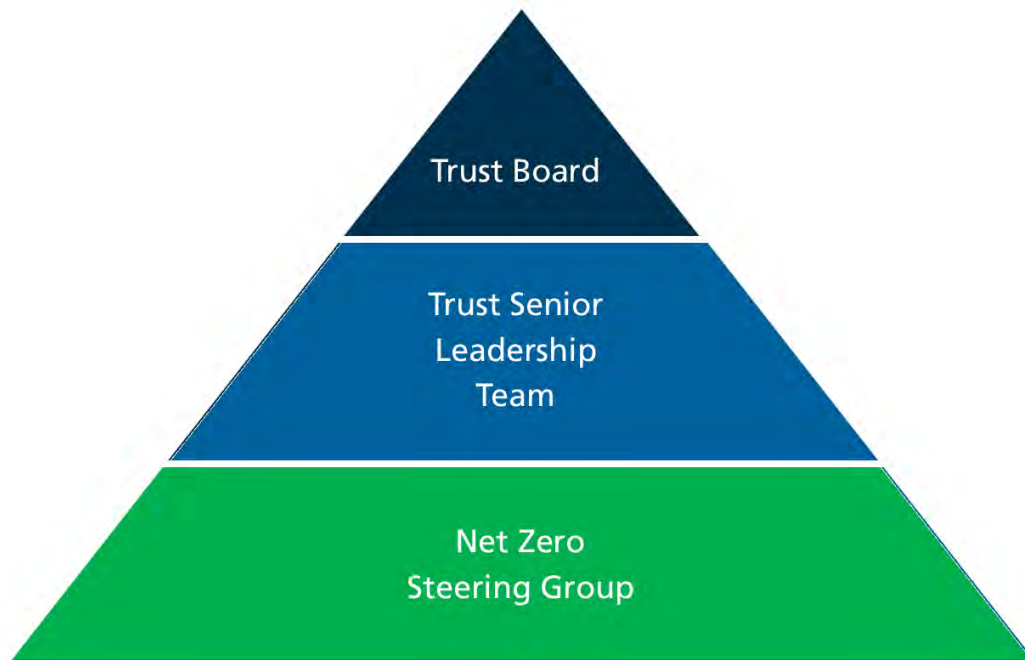 Trust Board
Trust Senior
Leadership
Team
Net Zero
Steering Group